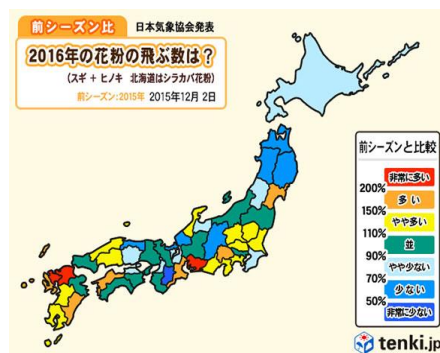 前シーズン比
日本気象協会発表
2016年の花粉の飛ぶ数は？
(スギ + ヒノキ 北海道はシラカバ花粉)
前シーズン:2015年 2015年12月 2日
前シーズンと比較
非常に多い
200%
多い
150%
やや多い
110%
並
90%
やや少ない
70%
少ない
50%
非常に少ない
tenki.jp